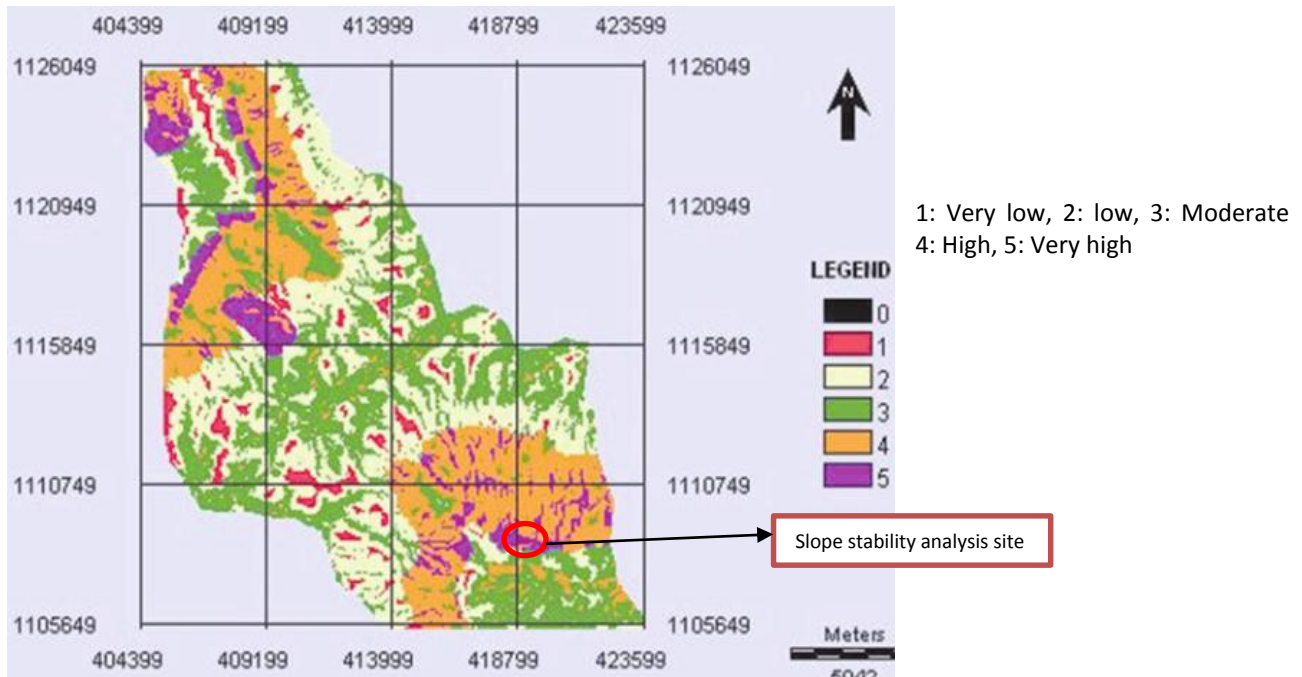 404399 409199 413999 418799 423599
1126049 1126049
N
1120949 1120949
1: Very low, 2: low, 3: Moderate
4: High, 5: Very high
LEGEND
0
1
1115849 1115849
2
3
4
5
1110749 1110749
Slope stability analysis site
1105649 1105649
Meters
404399 409199 413999 418799 423599